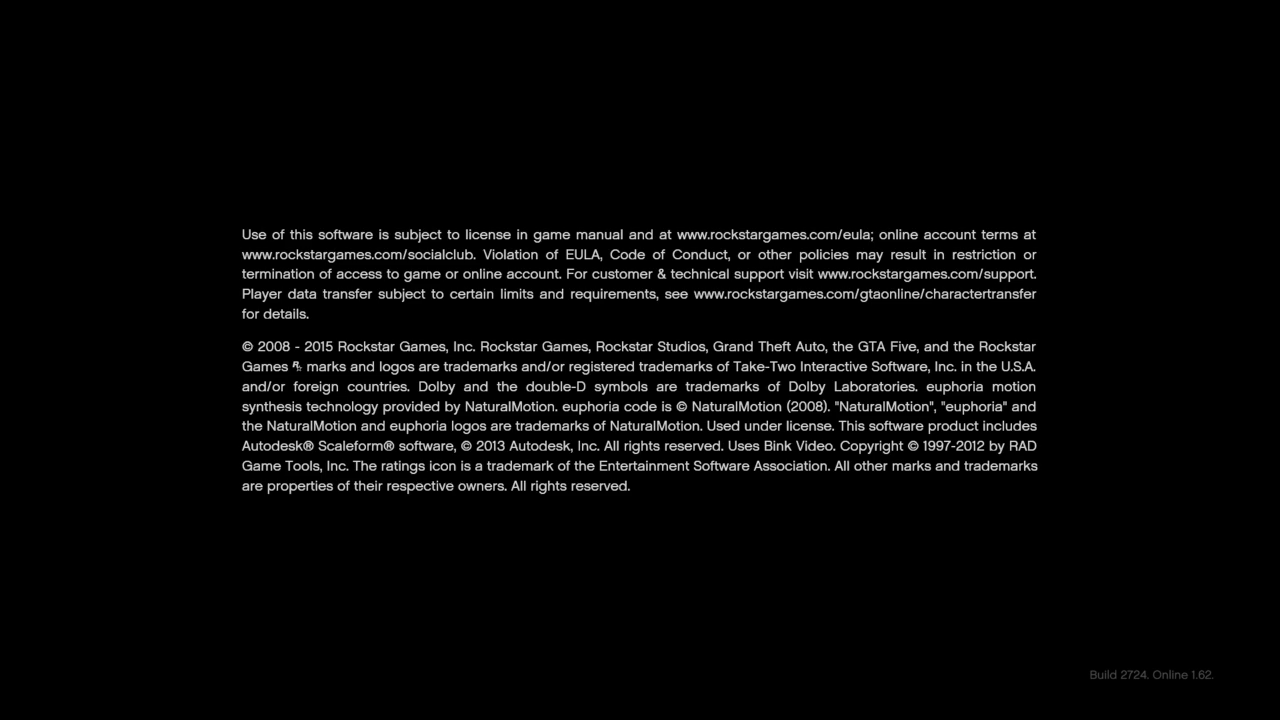 Use of this software is subject to license in game manual and at www.rockstargames.com/eula; online account terms at
www.rockstargames.com/socialclub. Violation of EULA, Code of Conduct, or other policies may result in restriction or
termination of access to game or online account. For customer & technical support visit www.rockstargames.com/support.
Player data transfer subject to certain limits and requirements, see www.rockstargames.com/gtaonline/charactertransfer
for details.
© 2008 - 2015 Rockstar Games, Inc. Rockstar Games, Rockstar Studios, Grand Theft Auto, the GTA Five, and the Rockstar
Games R* marks and logos are trademarks and/or registered trademarks of Take-Two Interactive Software, Inc. in the U.S.A.
and/or foreign countries. Dolby and the double-D symbols are trademarks of Dolby Laboratories. euphoria motion
synthesis technology provided by NaturalMotion. euphoria code is © NaturalMotion (2008). "NaturalMotion", "euphoria" and
the NaturalMotion and euphoria logos are trademarks of NaturalMotion. Used under license. This software product includes
Autodesk® Scaleform® software, © 2013 Autodesk, Inc. All rights reserved. Uses Bink Video. Copyright © 1997-2012 by RAD
Game Tools, Inc. The ratings icon is a trademark of the Entertainment Software Association. All other marks and trademarks
are properties of their respective owners. All rights reserved.
Build 2724. Online 1.62.